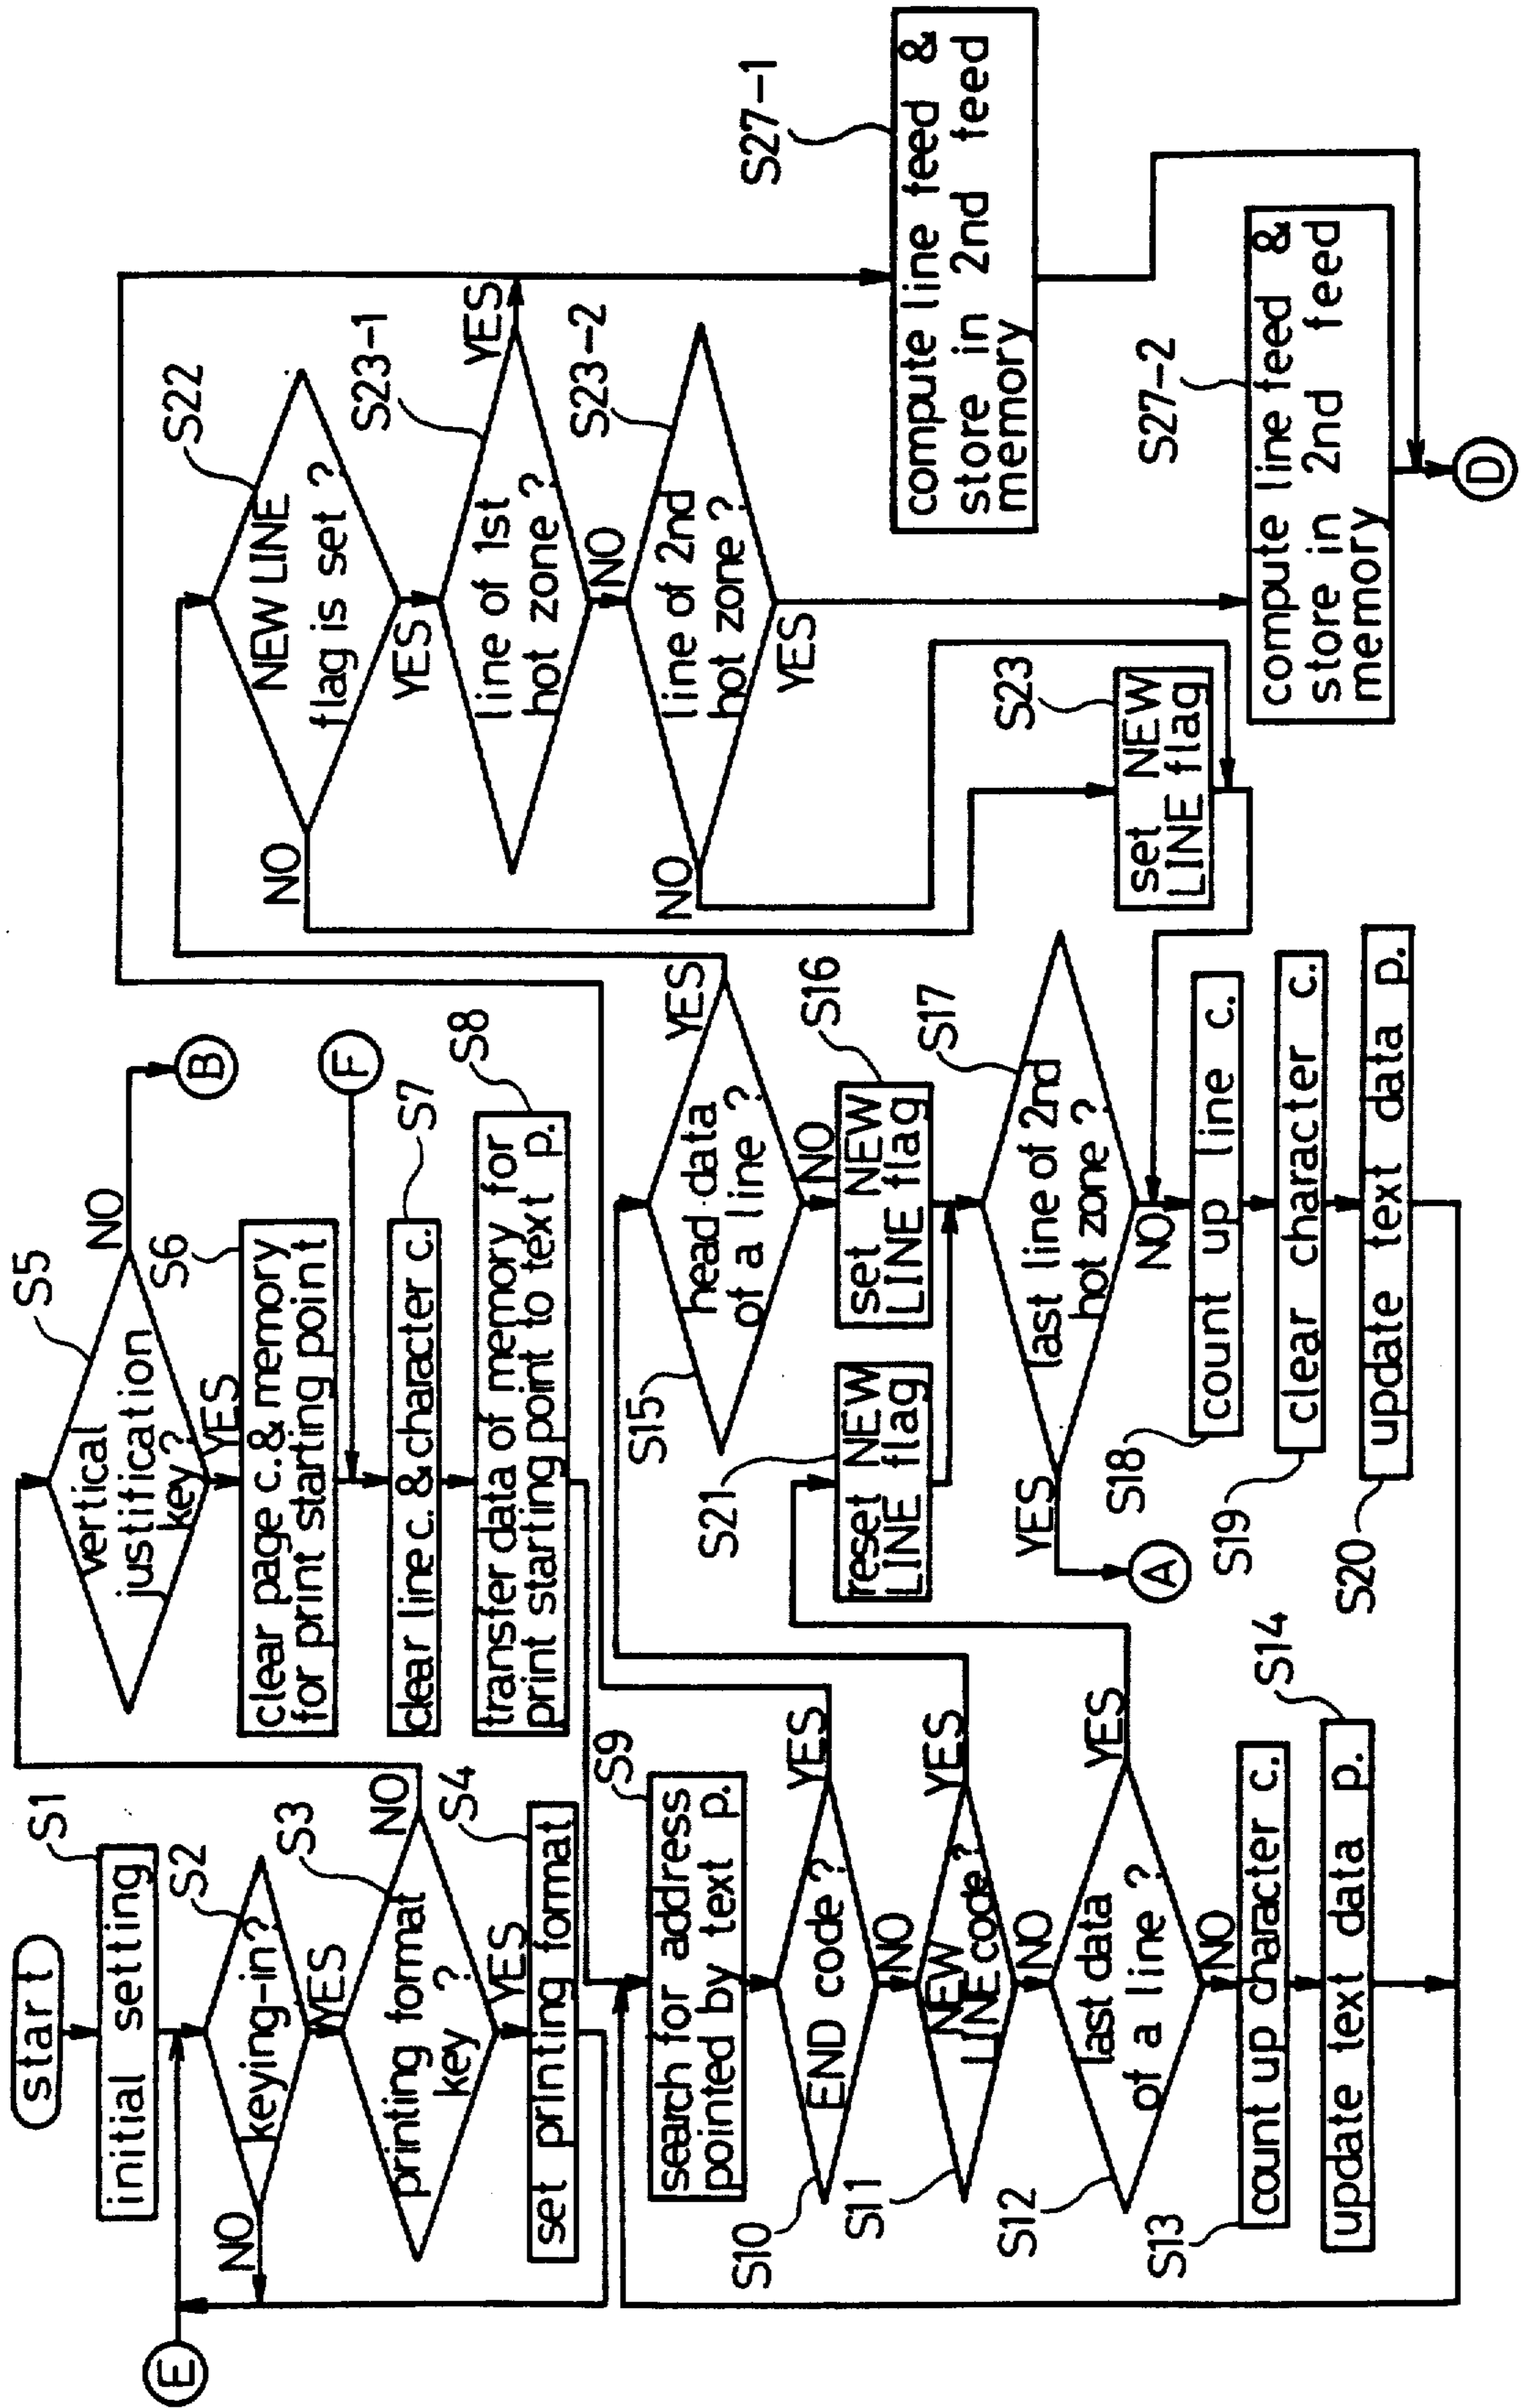 start
S1
initial setting
E
S2
keying-in?
NO
YES
S3
printing format
key ?
NO
YES
S4
set printing format
S5
vertical
justification
key?
NO
B
YES
S6
clear page c. & memory
for print starting point
F
S7
clear line c. & character c.
S8
transfer data of memory for
print starting point to text p.
S9
search for address
pointed by text p.
S10
END code?
YES
NO
S11
NEW
LINE code?
YES
NO
S12
last data
of a line ?
YES
NO
S13
count up character c.
S14
update text data p.
S15
head data
of a line ?
YES
NO
S16
set NEW
LINE flag
S21
reset NEW
LINE flag
S17
last line of 2nd
hot zone ?
YES
A
NO
S18
count up line c.
S19
clear character c.
S20
update text data p.
S22
NEW LINE
flag is set ?
NO
YES
S23-1
line of 1st
hot zone ?
YES
NO
S23-2
line of 2nd
hot zone ?
NO
YES
S23
set NEW
LINE flag
S27-1
compute line feed &
store in 2nd feed
memory
S27-2
compute line feed &
store in 2nd feed
memory
D